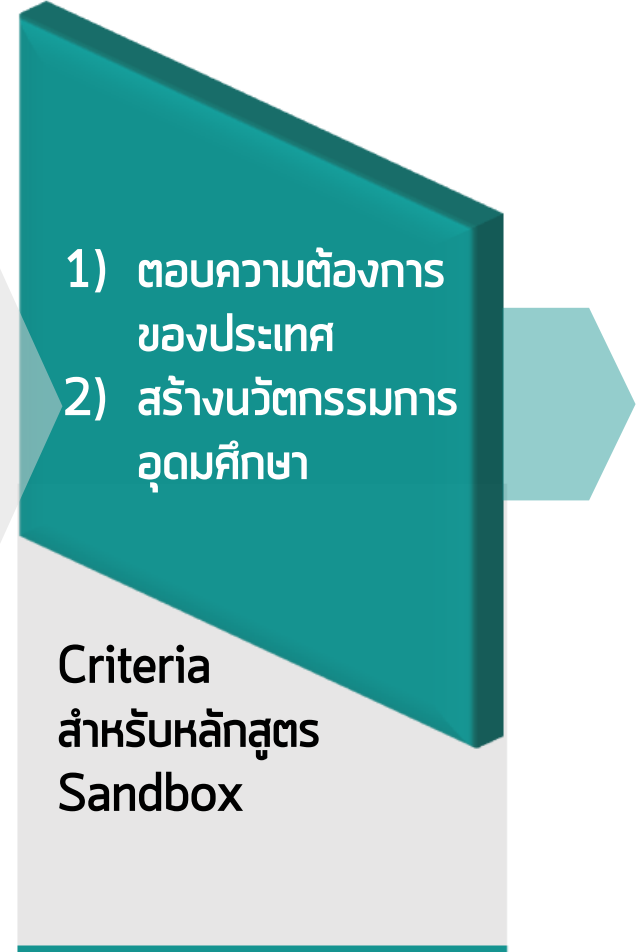 1) ตอบความต้องการ
ของประเทศ
2) สร้างนวัตกรรมการ
อุดมศึกษา
Criteria
สำหรับหลักสูตร
Sandbox